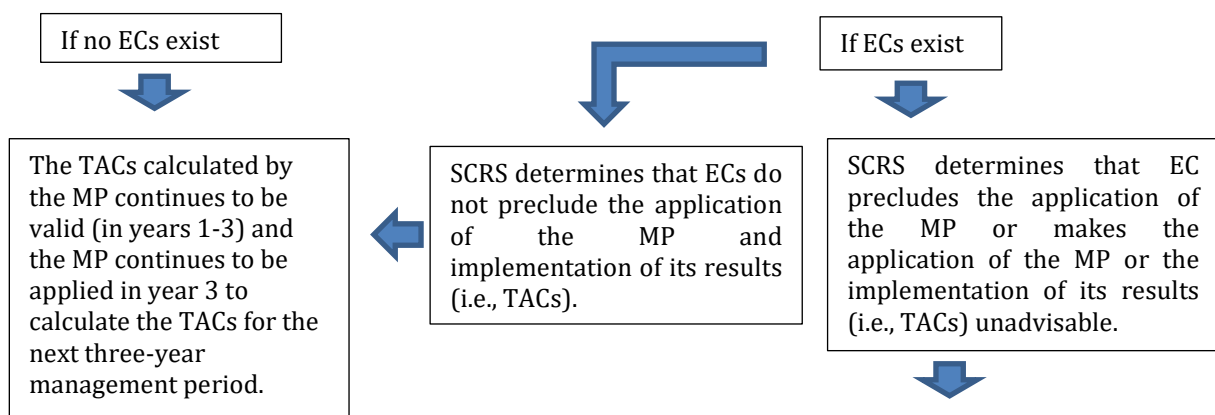 If no ECs exist
If ECs exist
The TACs calculated by
the MP continues to be
valid (in years 1-3) and
the MP continues to be
applied in year 3 to
calculate the TACs for the
next three-year
management period.
SCRS determines that ECs do
not preclude the application
of the MP and
implementation of its results
(i.e., TACs).
SCRS determines that EC
precludes the application of
the MP or makes the
application of the MP or the
implementation of its results
(i.e., TACs) unadvisable.